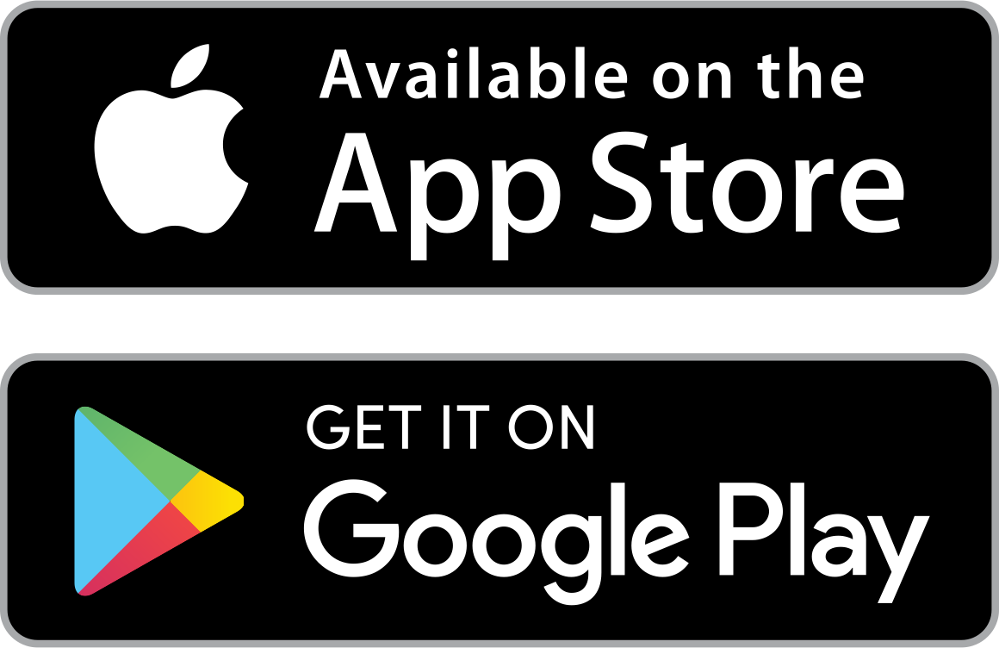 Available on the
App Store
GET IT ON
Google Play